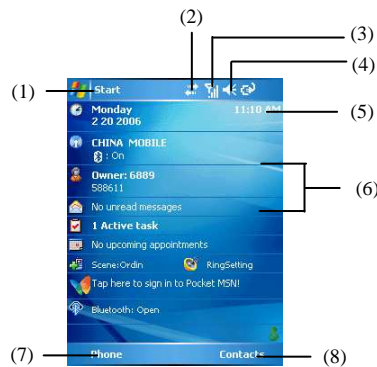 (2)
(3)
(4)
(1)
Start
Monday
11:10 AM
(5)
2 20 2006
CHINA MOBILE
: On
Owner: 6889
588611
(6)
No unread messages
1 Active task
No upcoming appointments
Scene:Ordin RingSetting
Tap here to sign in to Pocket MSN!
Bluetooth: Open
(7)
Phone Contacts
(8)